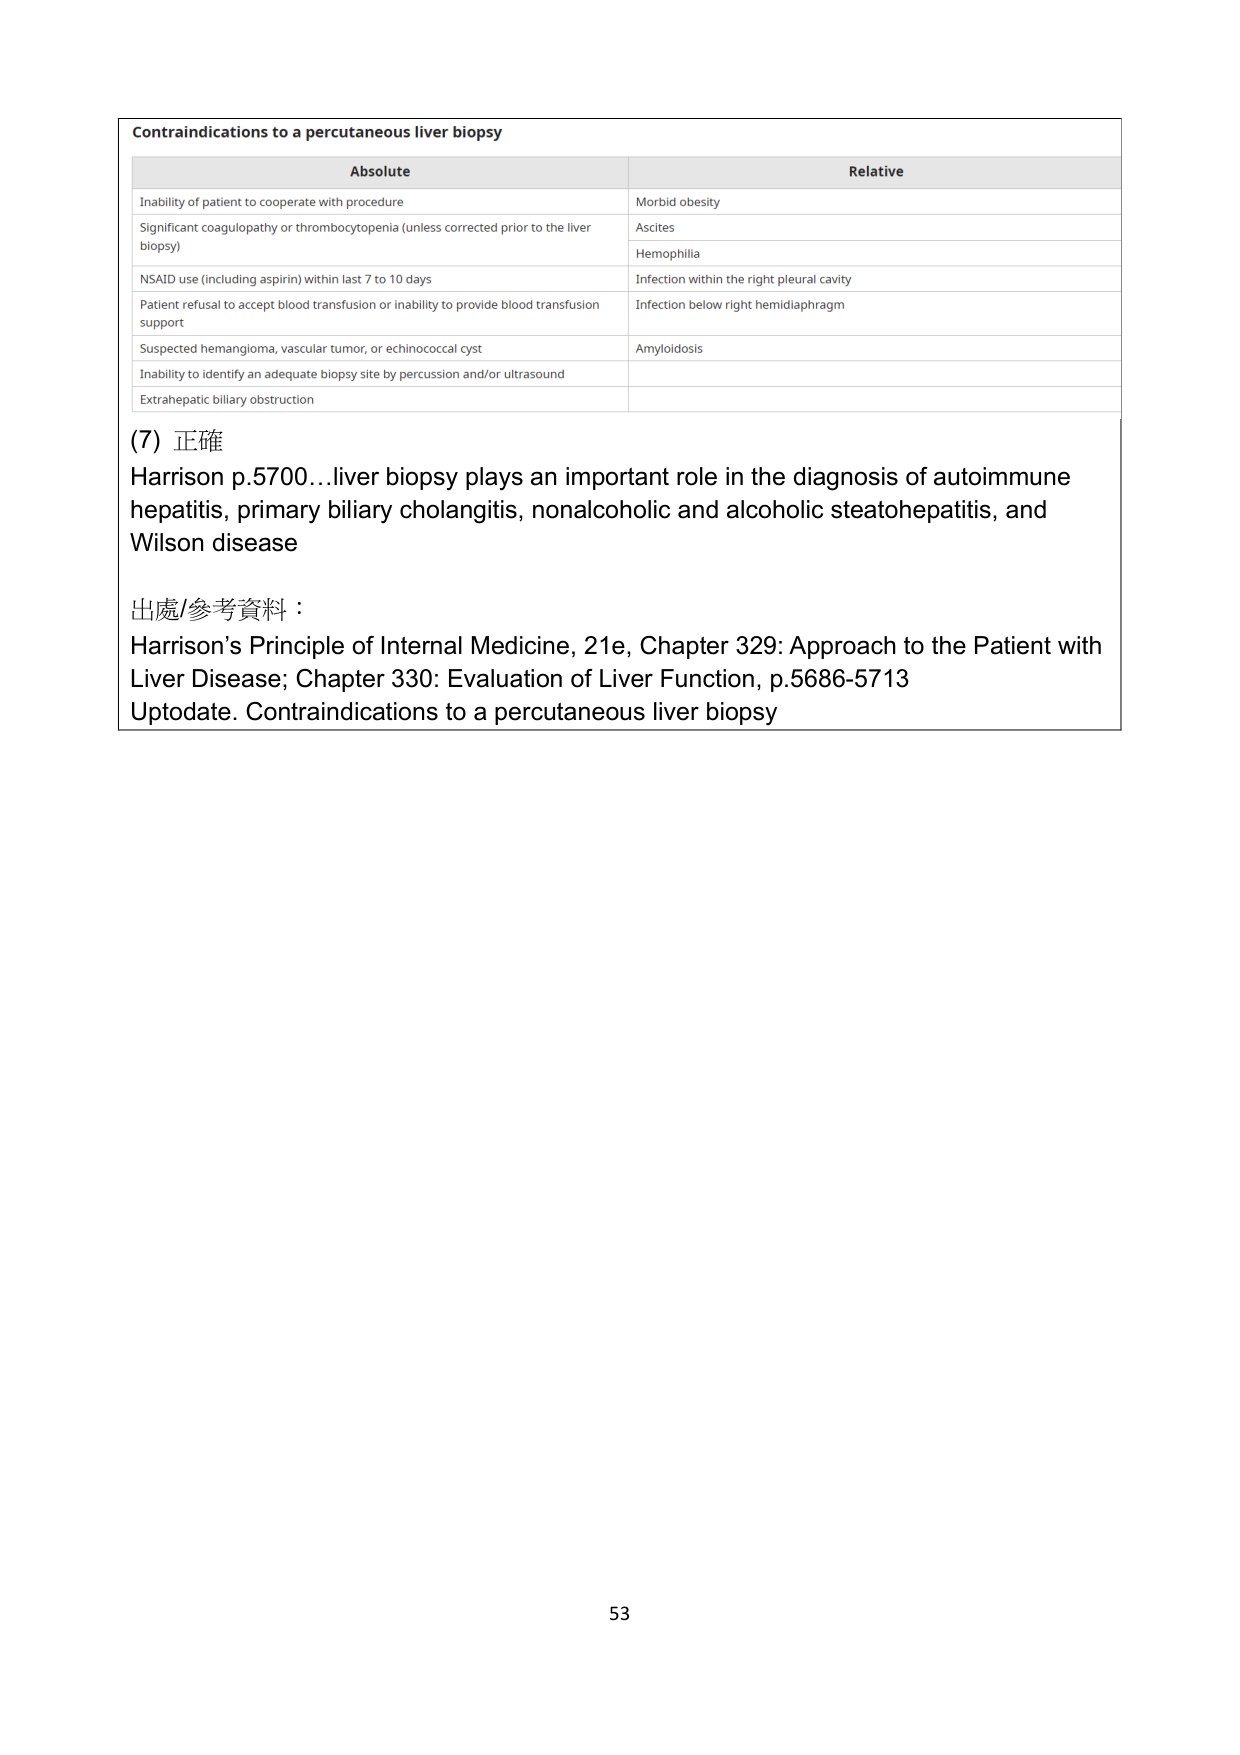 Contraindications to a percutaneous liver biopsy
Absolute Relative
Inability of patient to cooperate with procedure Morbid obesity
Significant coagulopathy or thrombocytopenia (unless corrected prior to the liver Ascites
biopsy)
Hemophilia
NSAID use (including aspirin) within last 7 to 10 days Infection within the right pleural cavity
Patient refusal to accept blood transfusion or inability to provide blood transfusion Infection below right hemidiaphragm
support
Suspected hemangioma, vascular tumor, or echinococcal cyst Amyloidosis
Inability to identify an adequate biopsy site by percussion and/or ultrasound
Extrahepatic biliary obstruction
(7) 正確
Harrison p.5700…liver biopsy plays an important role in the diagnosis of autoimmune
hepatitis, primary biliary cholangitis, nonalcoholic and alcoholic steatohepatitis, and
Wilson disease
出處/參考資料：
Harrison’s Principle of Internal Medicine, 21e, Chapter 329: Approach to the Patient with
Liver Disease; Chapter 330: Evaluation of Liver Function, p.5686-5713
Uptodate. Contraindications to a percutaneous liver biopsy
53